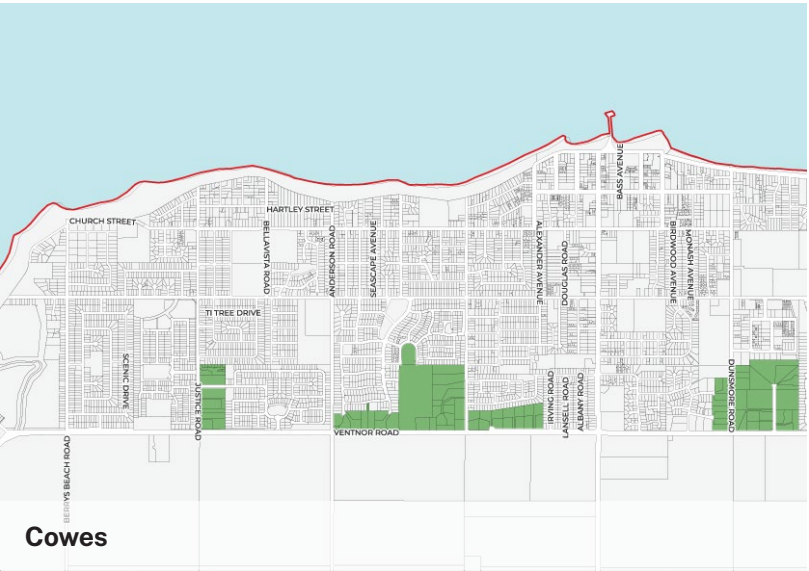 BASS AVENUE
HARTLEY STREET
CHURCH STREET
BELLAVISTA ROAD
ANDERSON ROAD
SEASCAPE AVENUE
ALEXANDER AVENUE
DOUGLAS ROAD
BIRDWOOD AVENUE
MONASH AVENUE
TI TREE DRIVE
SCENIC DRIVE
JUSTICE ROAD
IRVING ROAD
LANSELL ROAD
ALBANY ROAD
DUNSMORE ROAD
VENTNOR ROAD
BERRYS BEACH ROAD
Cowes